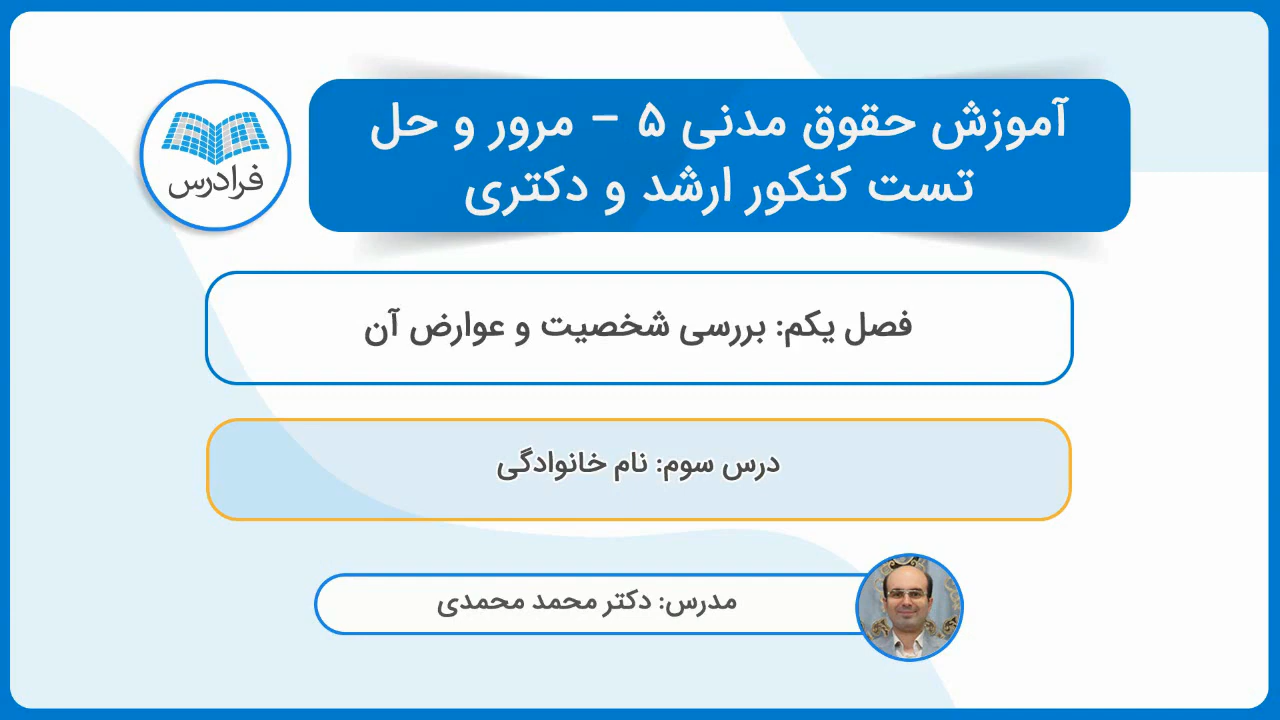 آموزش حقوق مدنی ۵ – مرور و حل
تست کنکور ارشد و دکتری
فرادرس
فصل یکم: بررسی شخصیت و عوارض آن
درس سوم: نام خانوادگی
مدرس: دکتر محمد محمدی